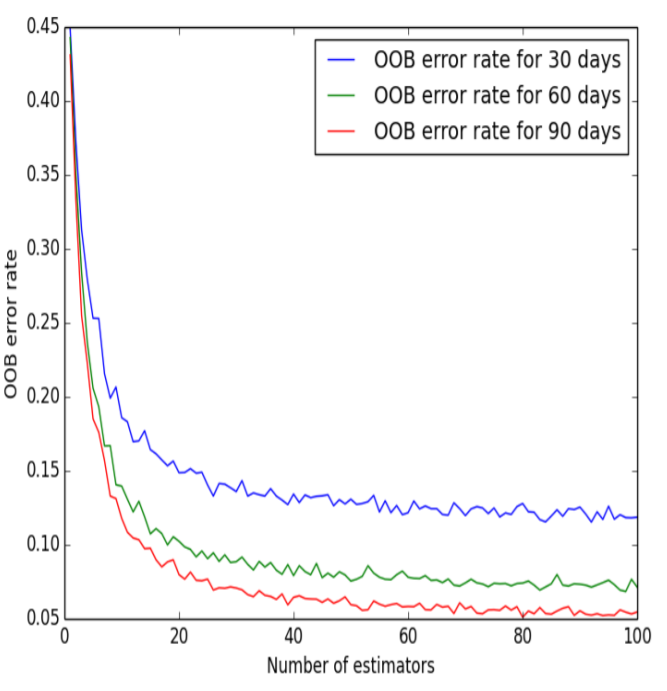 OOB error rate for 30 days
OOB error rate for 60 days
OOB error rate for 90 days
OOB error rate
0.45
0.40
0.35
0.30
0.25
0.20
0.15
0.10
0.05
0 20 40 60 80 100
Number of estimators